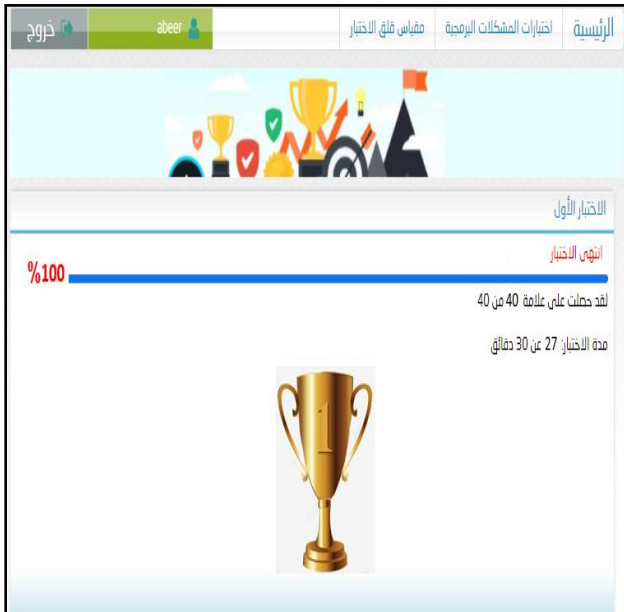 الرئيسية
اختبارات المشكلات البرمجية
مقياس قلق الاختبار
abeer
خروج
الاختبار الأول
انتهى الاختبار
%100
لقد حصلت على علامة 40 من 40
مدة الاختبار: 27 عن 30 دقائق
1